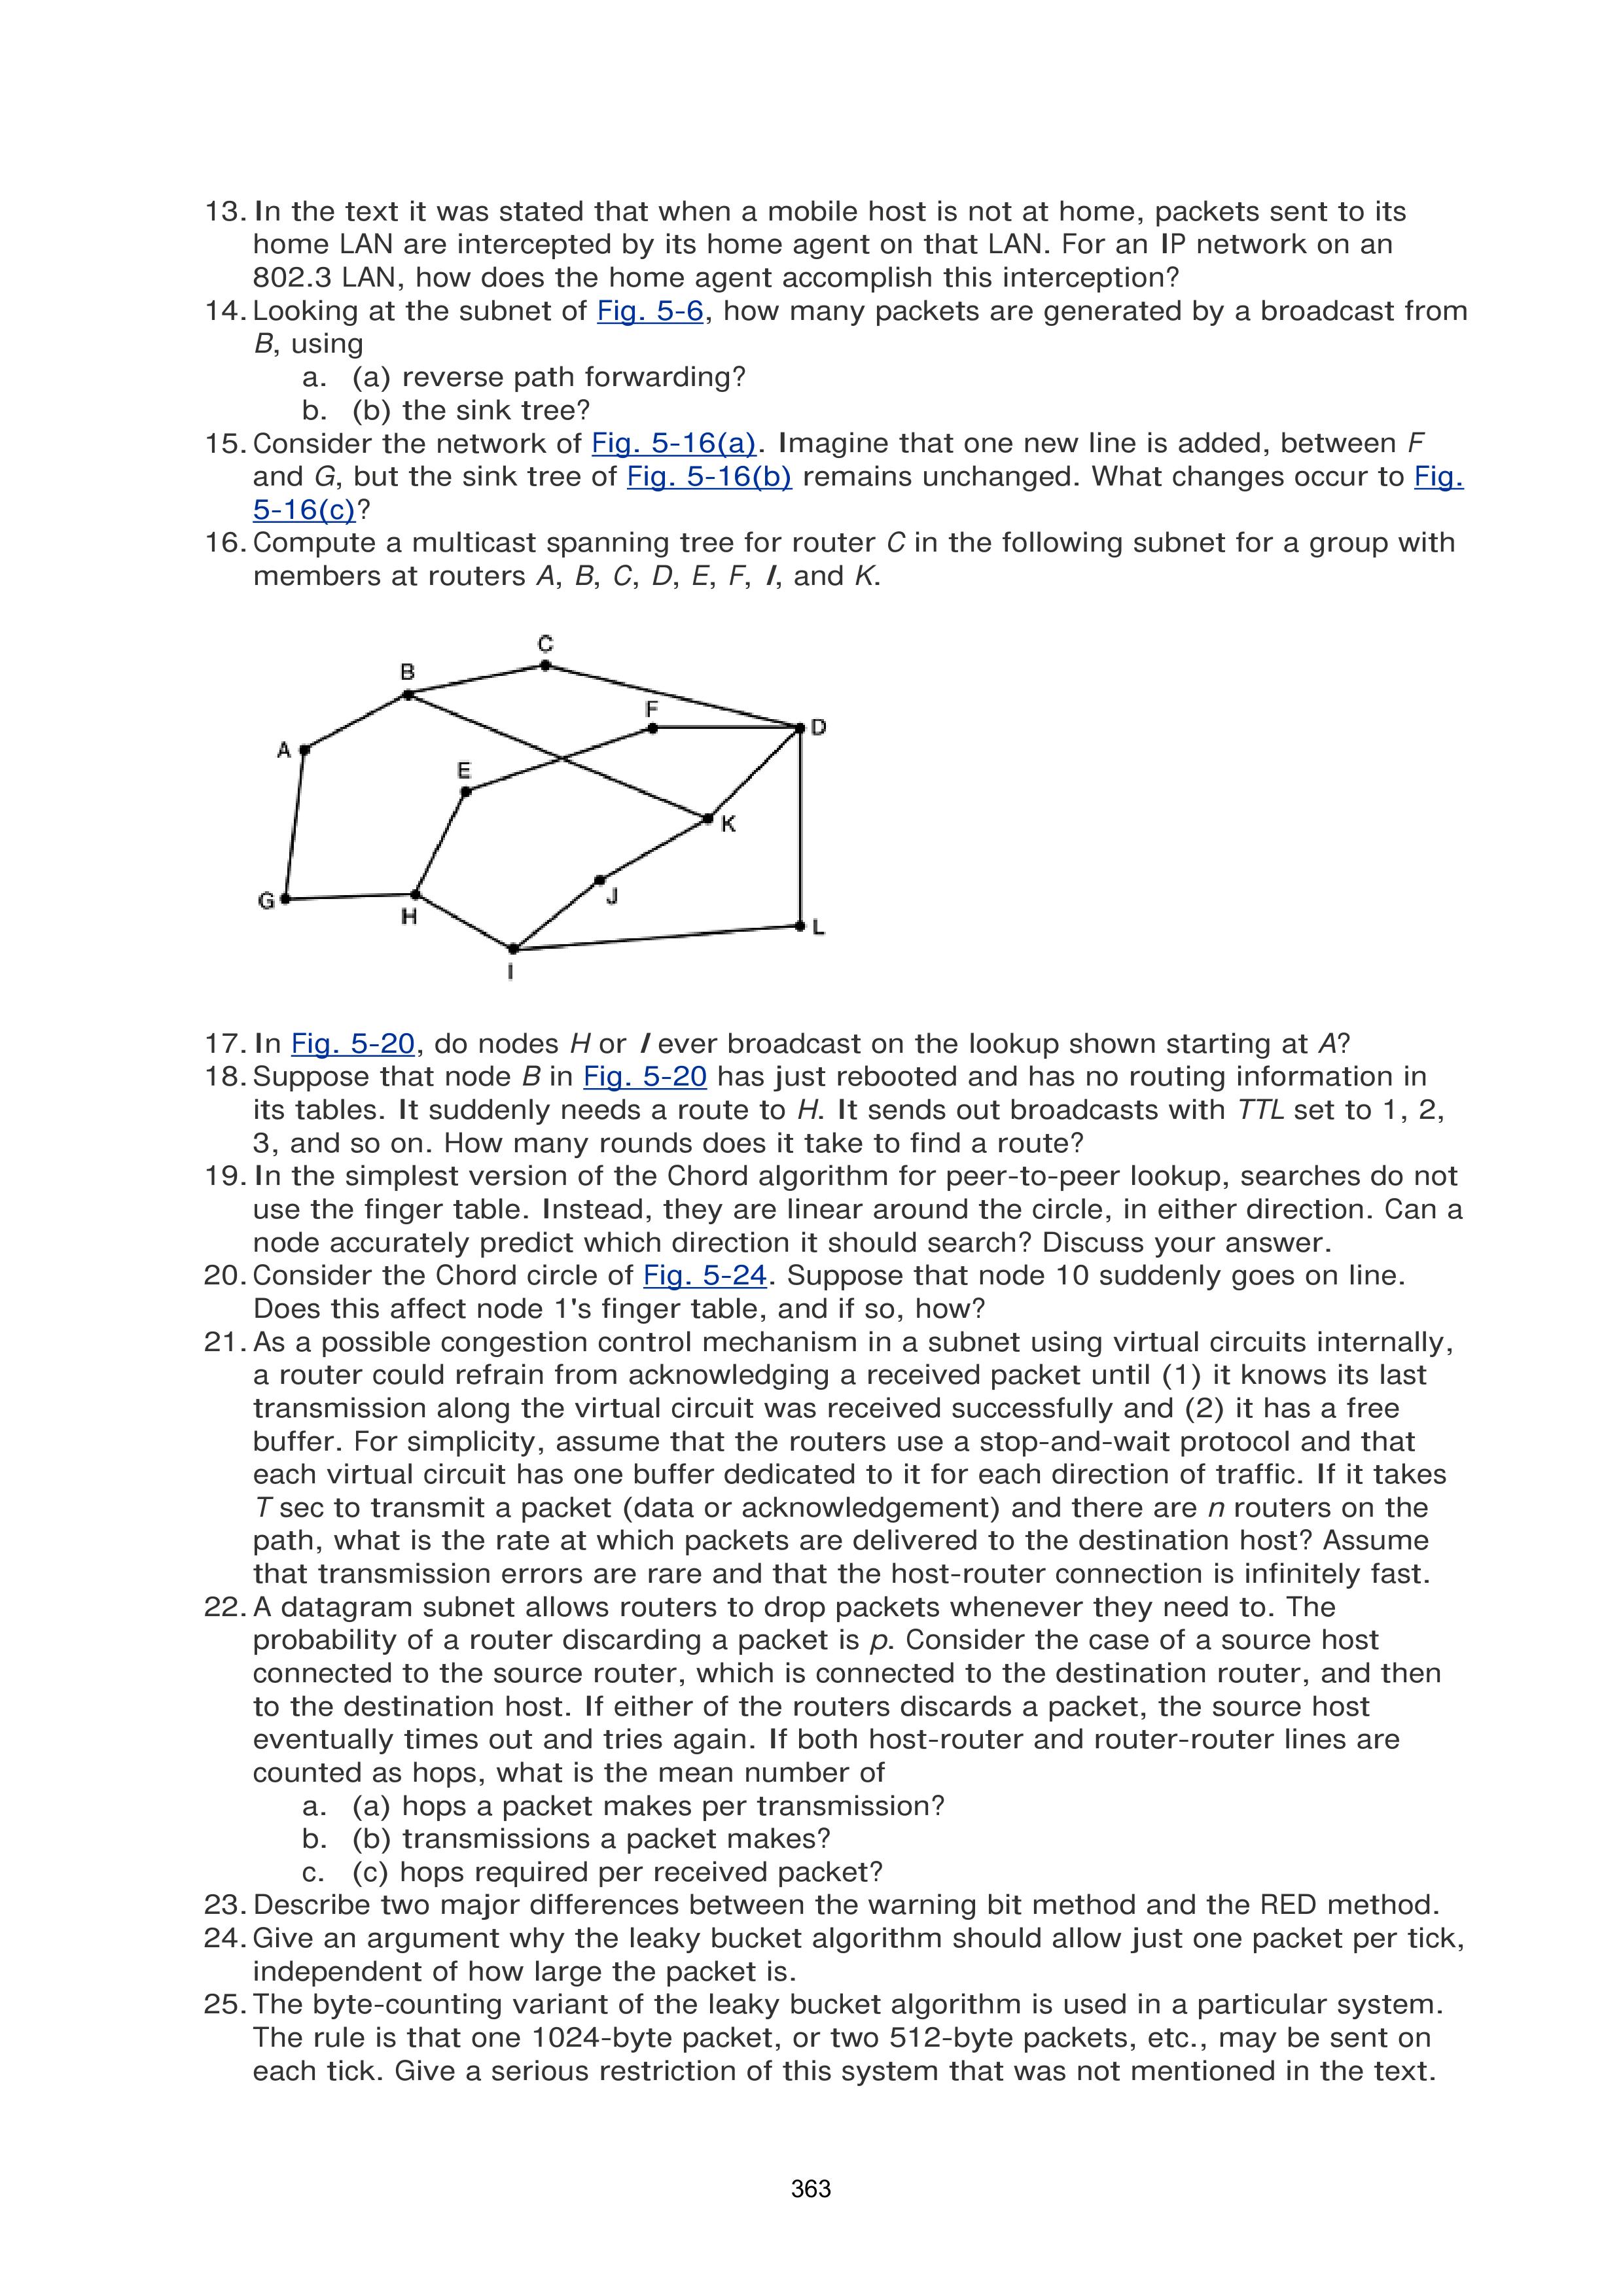 13. In the text it was stated that when a mobile host is not at home, packets sent to its
home LAN are intercepted by its home agent on that LAN. For an IP network on an
802.3 LAN, how does the home agent accomplish this interception?
14. Looking at the subnet of Fig. 5-6, how many packets are generated by a broadcast from
B, using
a. (a) reverse path forwarding?
b. (b) the sink tree?
15. Consider the network of Fig. 5-16(a). Imagine that one new line is added, between F
and G, but the sink tree of Fig. 5-16(b) remains unchanged. What changes occur to Fig.
5-16(c)?
16. Compute a multicast spanning tree for router C in the following subnet for a group with
members at routers A, B, C, D, E, F, I, and K.
C
B
F
D
A
E
K
J
G
H
L
I
17. In Fig. 5-20, do nodes H or I ever broadcast on the lookup shown starting at A?
18. Suppose that node B in Fig. 5-20 has just rebooted and has no routing information in
its tables. It suddenly needs a route to H. It sends out broadcasts with TTL set to 1, 2,
3, and so on. How many rounds does it take to find a route?
19. In the simplest version of the Chord algorithm for peer-to-peer lookup, searches do not
use the finger table. Instead, they are linear around the circle, in either direction. Can a
node accurately predict which direction it should search? Discuss your answer.
20. Consider the Chord circle of Fig. 5-24. Suppose that node 10 suddenly goes on line.
Does this affect node 1's finger table, and if so, how?
21. As a possible congestion control mechanism in a subnet using virtual circuits internally,
a router could refrain from acknowledging a received packet until (1) it knows its last
transmission along the virtual circuit was received successfully and (2) it has a free
buffer. For simplicity, assume that the routers use a stop-and-wait protocol and that
each virtual circuit has one buffer dedicated to it for each direction of traffic. If it takes
T sec to transmit a packet (data or acknowledgement) and there are n routers on the
path, what is the rate at which packets are delivered to the destination host? Assume
that transmission errors are rare and that the host-router connection is infinitely fast.
22. A datagram subnet allows routers to drop packets whenever they need to. The
probability of a router discarding a packet is p. Consider the case of a source host
connected to the source router, which is connected to the destination router, and then
to the destination host. If either of the routers discards a packet, the source host
eventually times out and tries again. If both host-router and router-router lines are
counted as hops, what is the mean number of
a. (a) hops a packet makes per transmission?
b. (b) transmissions a packet makes?
c. (c) hops required per received packet?
23. Describe two major differences between the warning bit method and the RED method.
24. Give an argument why the leaky bucket algorithm should allow just one packet per tick,
independent of how large the packet is.
25. The byte-counting variant of the leaky bucket algorithm is used in a particular system.
The rule is that one 1024-byte packet, or two 512-byte packets, etc., may be sent on
each tick. Give a serious restriction of this system that was not mentioned in the text.
363